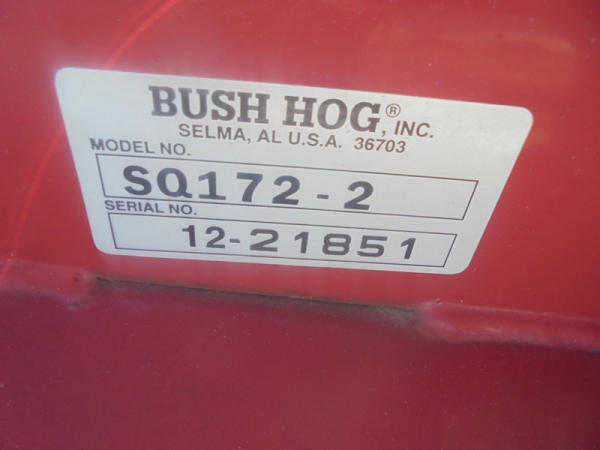 BUSH HOG®, INC.
SELMA, AL U.S.A. 36703
MODEL NO.
SQ172-2
SERIAL NO.
12-21851